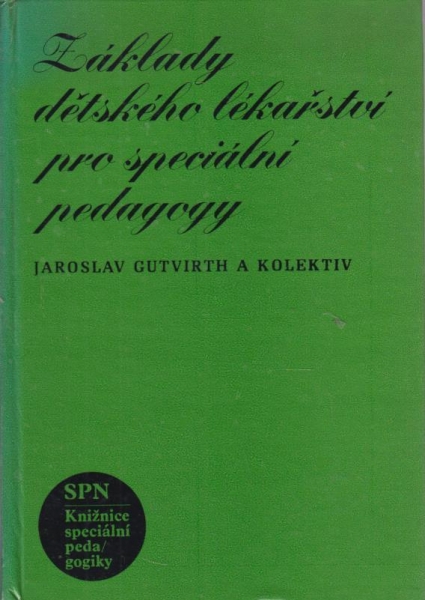 Základy
dětského lékařství
pro speciální
pedagogy
JAROSLAV GUTVIRTH A KOLEKTIV
SPN
Knižnice
speciální
peda/
gogiky